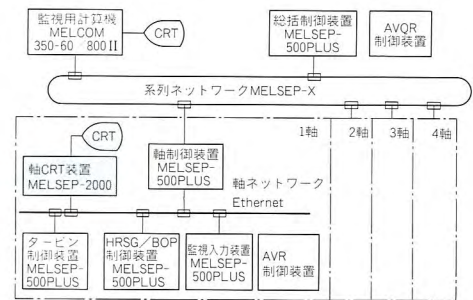 監視用計算機
MELCOM
350-60/800Ⅱ
CRT
総括制御装置
MELSEP-
500PLUS
AVQR
制御装置
系列ネットワークMELSEP-X
1軸
2軸
3軸
4軸
CRT
軸CRT装置
MELSEP-2000
軸制御装置
MELSEP-
500PLUS
軸ネットワーク
Ethernet
タービン
制御装置
MELSEP-
500PLUS
HRSG/BOP
制御装置
MELSEP-
500PLUS
監視入力装置
MELSEP-
500PLUS
AVR
制御装置